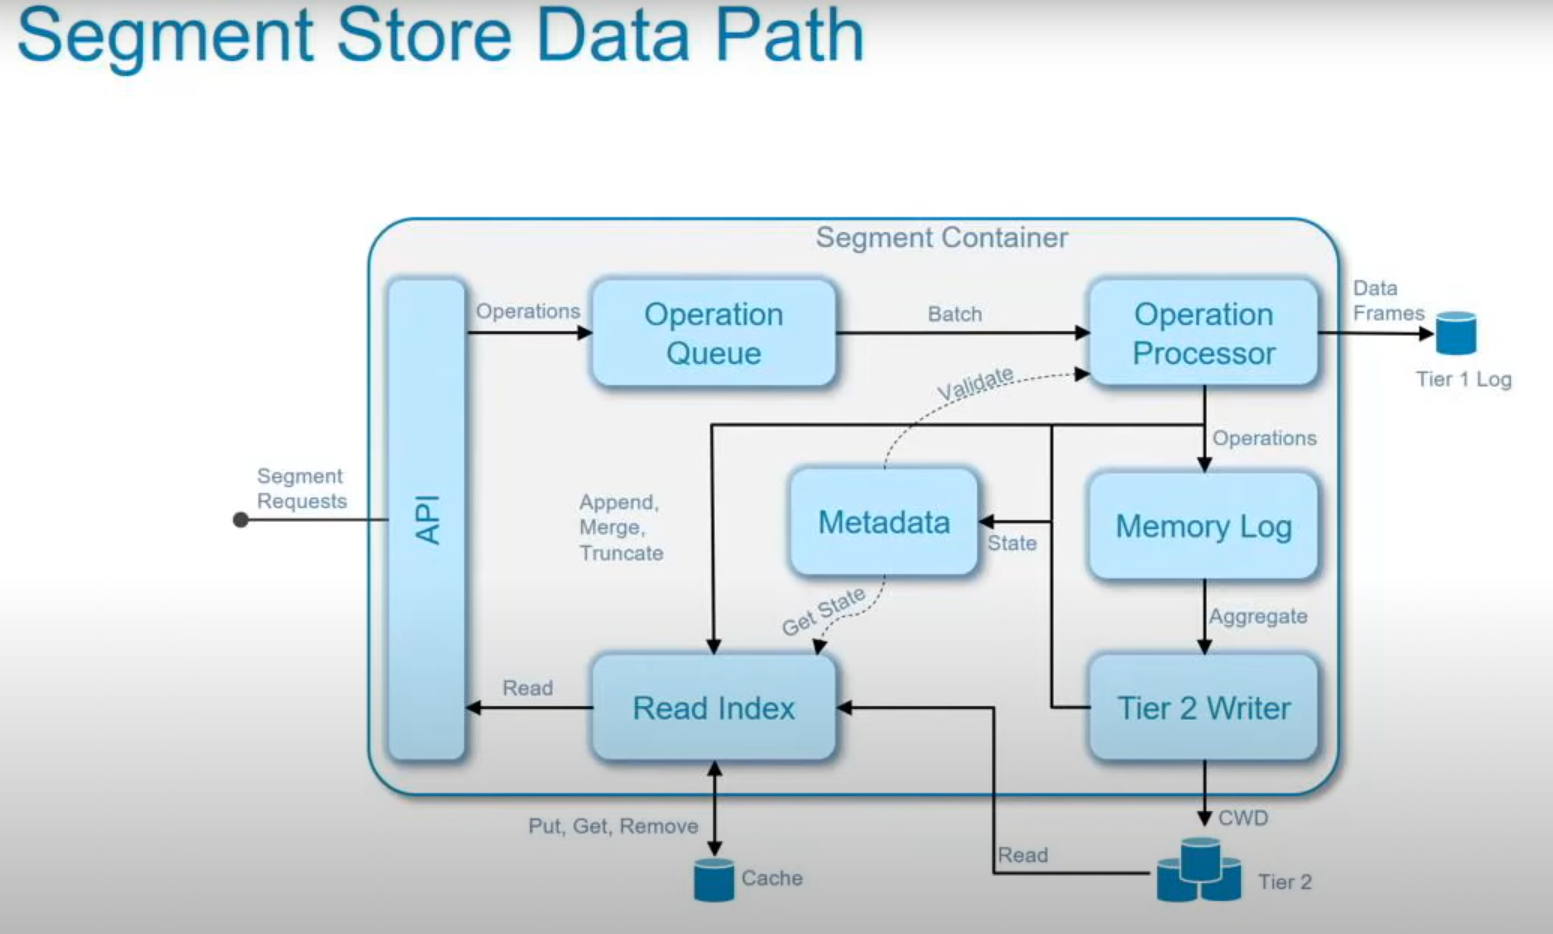 Segment Store Data Path
Segment Container
Operations
Operation
Queue
Batch
Operation
Processor
Data
Frames
Tier 1 Log
Validate
Operations
Segment
Requests
API
Append,
Merge,
Truncate
Metadata
State
Memory Log
Get State
Aggregate
Read
Read Index
Tier 2 Writer
Put, Get, Remove
CWD
Read
Cache
Tier 2